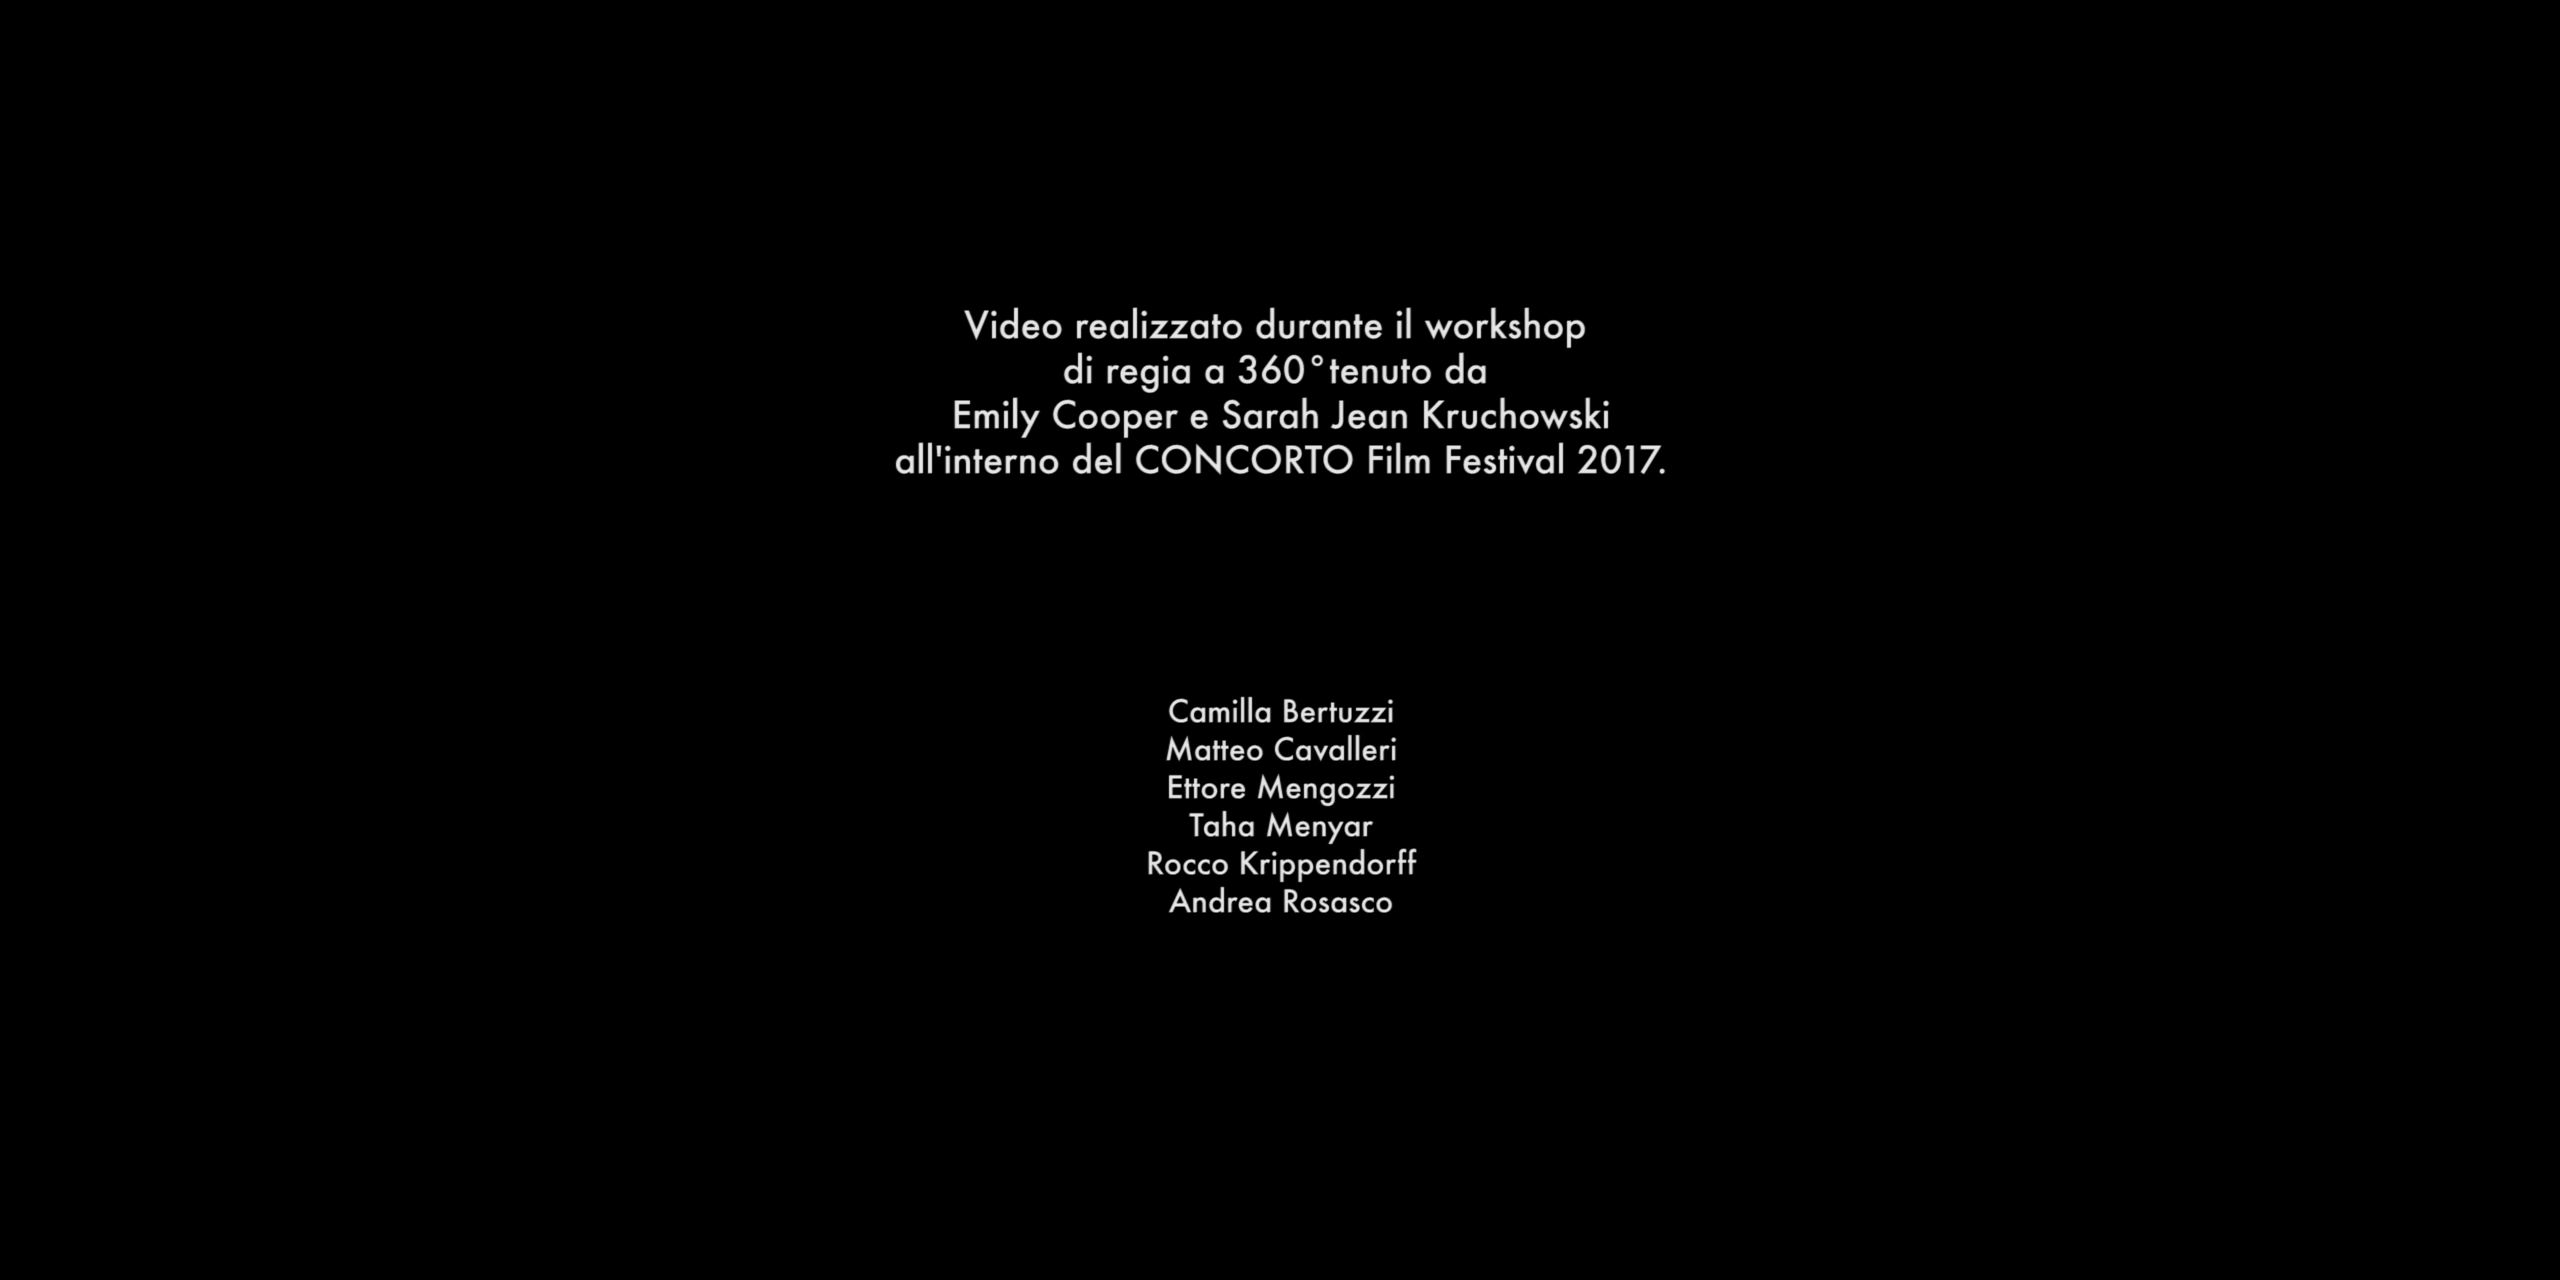 Video realizzato durante il workshop
di regia a 360°tenuto da
Emily Cooper e Sarah Jean Kruchowski
all'interno del CONCORTO Film Festival 2017.
Camilla Bertuzzi
Matteo Cavalleri
Ettore Mengozzi
Taha Menyar
Rocco Krippendorff
Andrea Rosasco